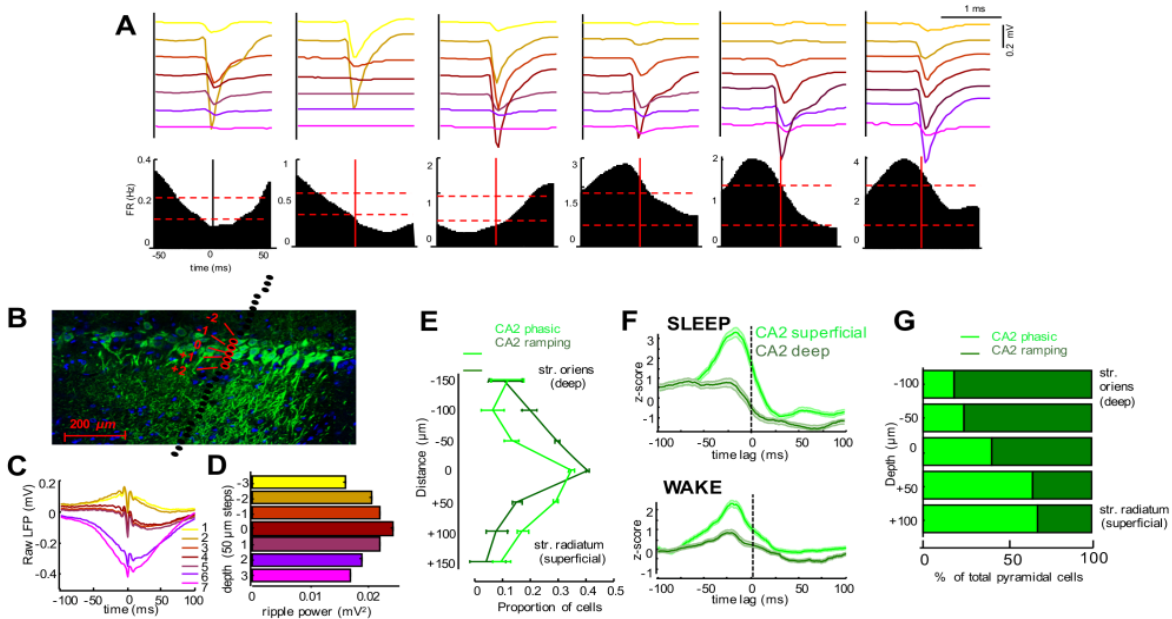 A
1 ms
0.2 mV
FR (Hz)
0.4
0.2
0
1
0.5
0
2
1
0
3
1.5
0
2
1
0
4
2
0
-50 0 50
time (ms)
B
-2
-1
0
+1
+2
200 µm
C
Raw LFP (mV)
0.2
0
-0.2
-0.4
-100 -50 0 50 100
time (ms)
1
2
3
4
5
6
7
D
depth (50 µm steps)
-3
-2
-1
0
1
2
3
0 0.01 0.02
ripple power (mV²)
E
CA2 phasic
CA2 ramping
str. oriens
(deep)
Distance (µm)
-150
-100
-50
0
+50
+100
+150
str. radiatum
(superficial)
0 0.1 0.2 0.3 0.4 0.5
Proportion of cells
F
SLEEP
CA2 superficial
CA2 deep
z-score
3
2
1
0
-1
-100 -50 0 50 100
time lag (ms)
WAKE
z-score
3
2
1
0
-1
-100 -50 0 50 100
time lag (ms)
G
CA2 phasic
CA2 ramping
Depth (µm)
-100
-50
0
+50
+100
str.
oriens
(deep)
str. radiatum
(superficial)
0 50 100
% of total pyramidal cells